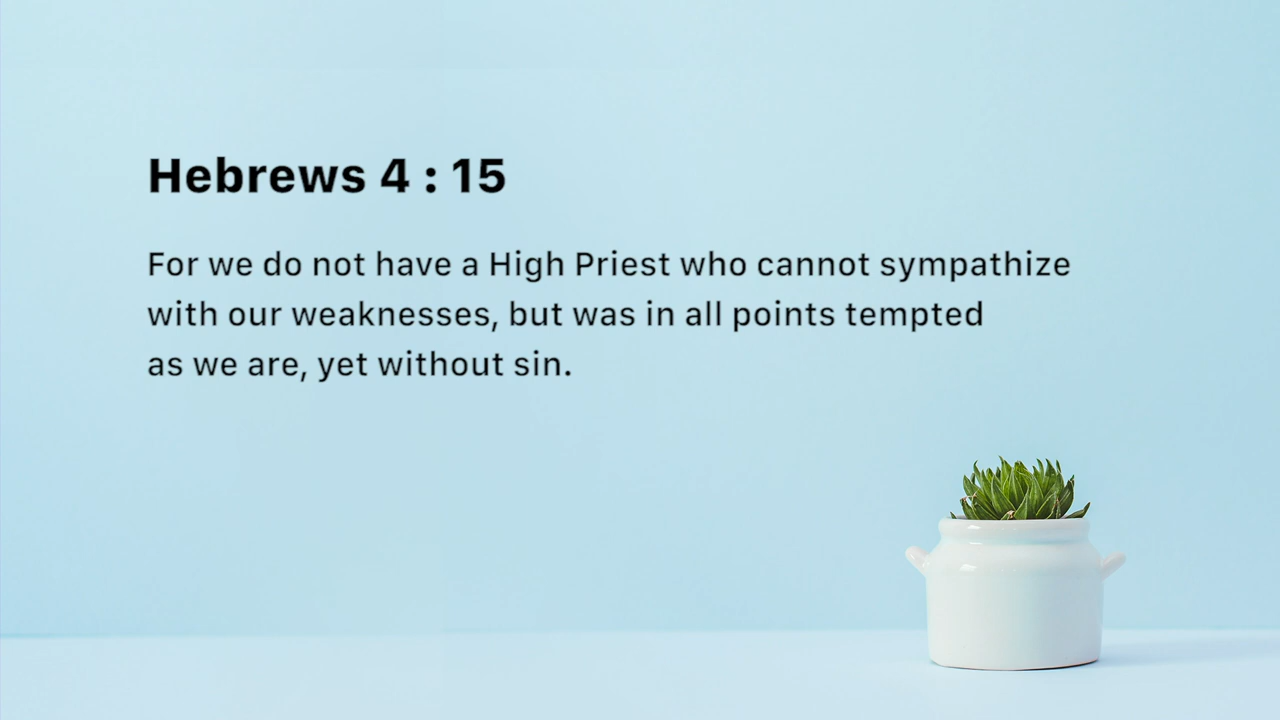 Hebrews 4 : 15
For we do not have a High Priest who cannot sympathize
with our weaknesses, but was in all points tempted
as we are, yet without sin.